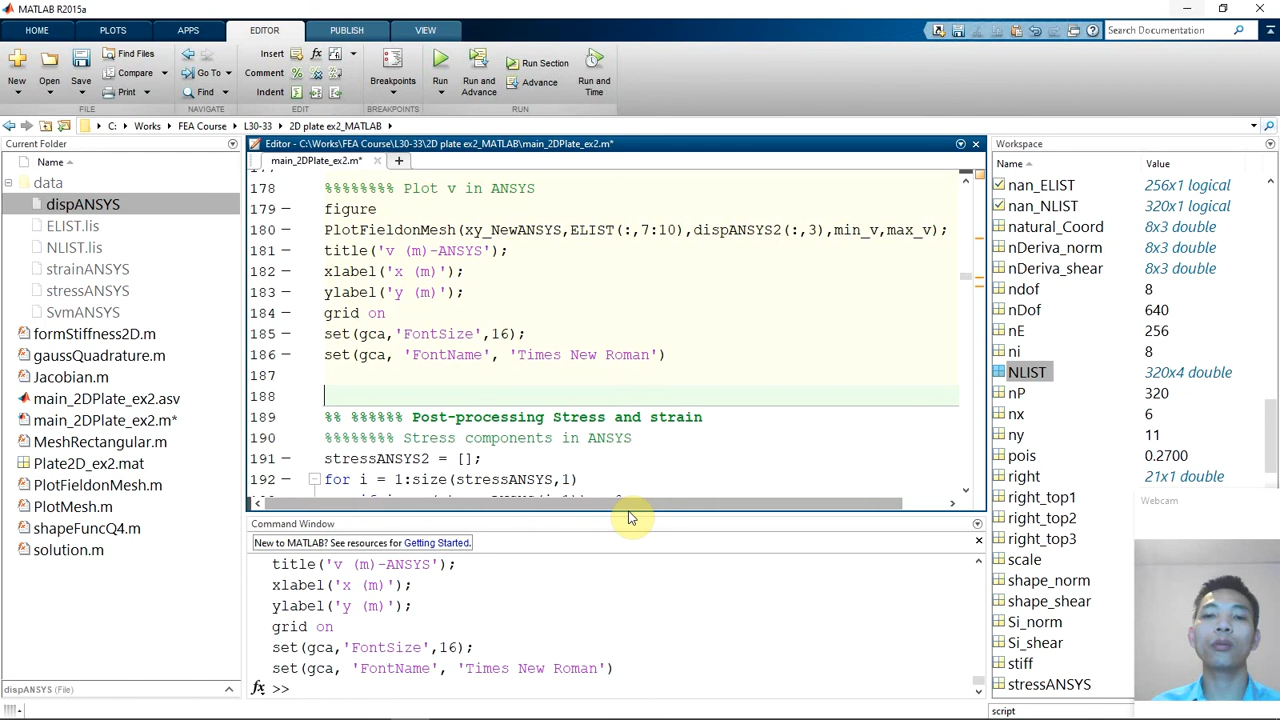 MATLAB R2015a
HOME PLOTS APPS EDITOR PUBLISH VIEW
Search Documentation
New Open Save Find Files Compare Print
Go To Find
Insert Comment Indent
Breakpoints
Run Run and Advance Run Section Advance Run and Time
FILE NAVIGATE EDIT BREAKPOINTS RUN
C: Works FEA Course L30-33 2D plate ex2_MATLAB
Current Folder
Name
data
dispANSYS
ELIST.lis
NLIST.lis
strainANSYS
stressANSYS
SvmANSYS
formStiffness2D.m
gaussQuadrature.m
Jacobian.m
main_2DPlate_ex2.asv
main_2DPlate_ex2.m*
MeshRectangular.m
Plate2D_ex2.mat
PlotFieldonMesh.m
PlotMesh.m
shapeFuncQ4.m
solution.m
dispANSYS (File)
Editor - C:\Works\FEA Course\L30-33\2D plate ex2_MATLAB\main_2DPlate_ex2.m*
main_2DPlate_ex2.m*
178 %%%%%%%% Plot v in ANSYS
179 figure
180 PlotFieldonMesh(xy_NewANSYS,ELIST(:,7:10),dispANSYS2(:,3),min_v,max_v);
181 title('v (m)-ANSYS');
182 xlabel('x (m)');
183 ylabel('y (m)');
184 grid on
185 set(gca,'FontSize',16);
186 set(gca, 'FontName', 'Times New Roman')
187
188
189 %% %%%%%% Post-processing Stress and strain
190 %%%%%%%% Stress components in ANSYS
191 stressANSYS2 = [];
192 for i = 1:size(stressANSYS,1)
Command Window
New to MATLAB? See resources for Getting Started.
title('v (m)-ANSYS');
xlabel('x (m)');
ylabel('y (m)');
grid on
set(gca,'FontSize',16);
set(gca, 'FontName', 'Times New Roman')
fx >>
Workspace
Name Value
nan_ELIST 256x1 logical
nan_NLIST 320x1 logical
natural_Coord 8x3 double
nDeriva_norm 8x3 double
nDeriva_shear 8x3 double
ndof 8
nDof 640
nE 256
ni 8
NLIST 320x4 double
nP 320
nx 6
ny 11
pois 0.2700
right 21x1 double
right_top1
right_top2
right_top3
scale
shape_norm
shape_shear
Si_norm
Si_shear
stiff
stressANSYS
Webcam
script